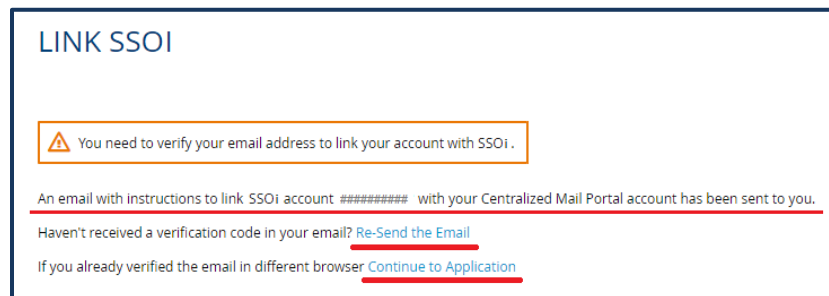 LINK SSOI
You need to verify your email address to link your account with SSOi.
An email with instructions to link SSOi account ########## with your Centralized Mail Portal account has been sent to you.
Haven't received a verification code in your email? Re-Send the Email
If you already verified the email in different browser Continue to Application